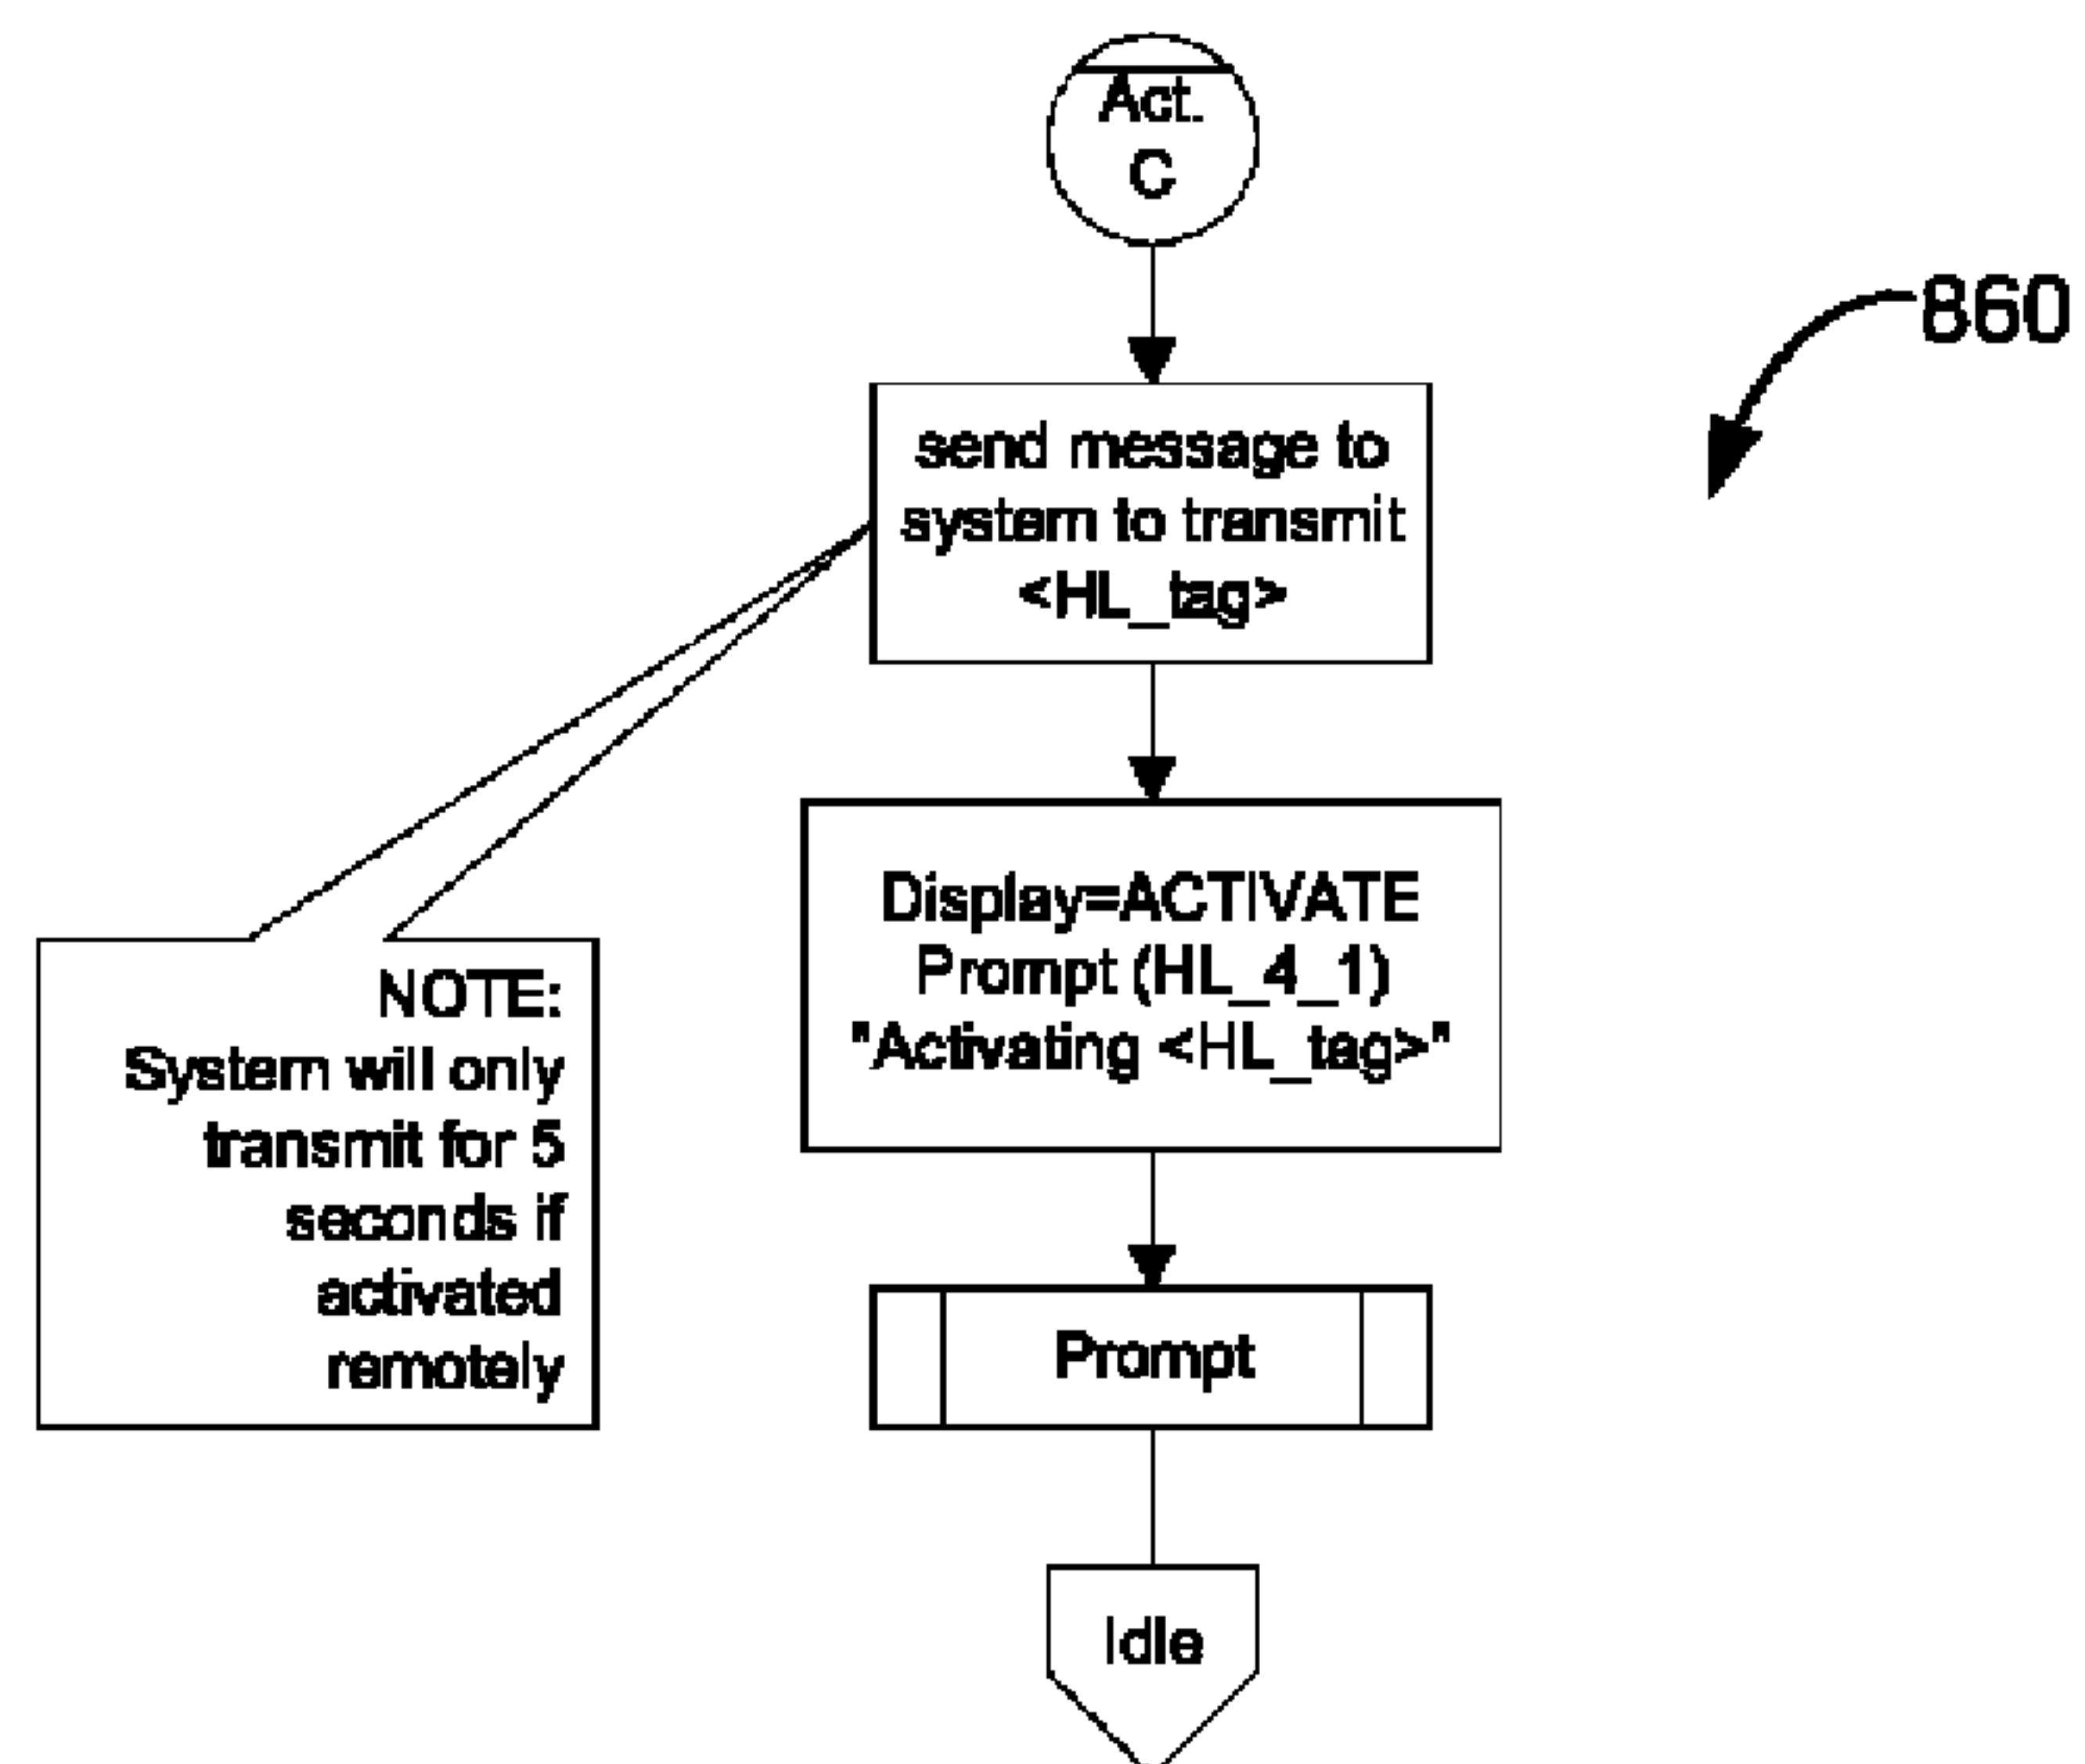 Act.
C
860
send message to
system to transmit
<HL_tag>
Display=ACTIVATE
Prompt (HL_4_1)
"Activating <HL_tag>"
NOTE:
System will only
transmit for 5
seconds if
activated
remotely
Prompt
Idle